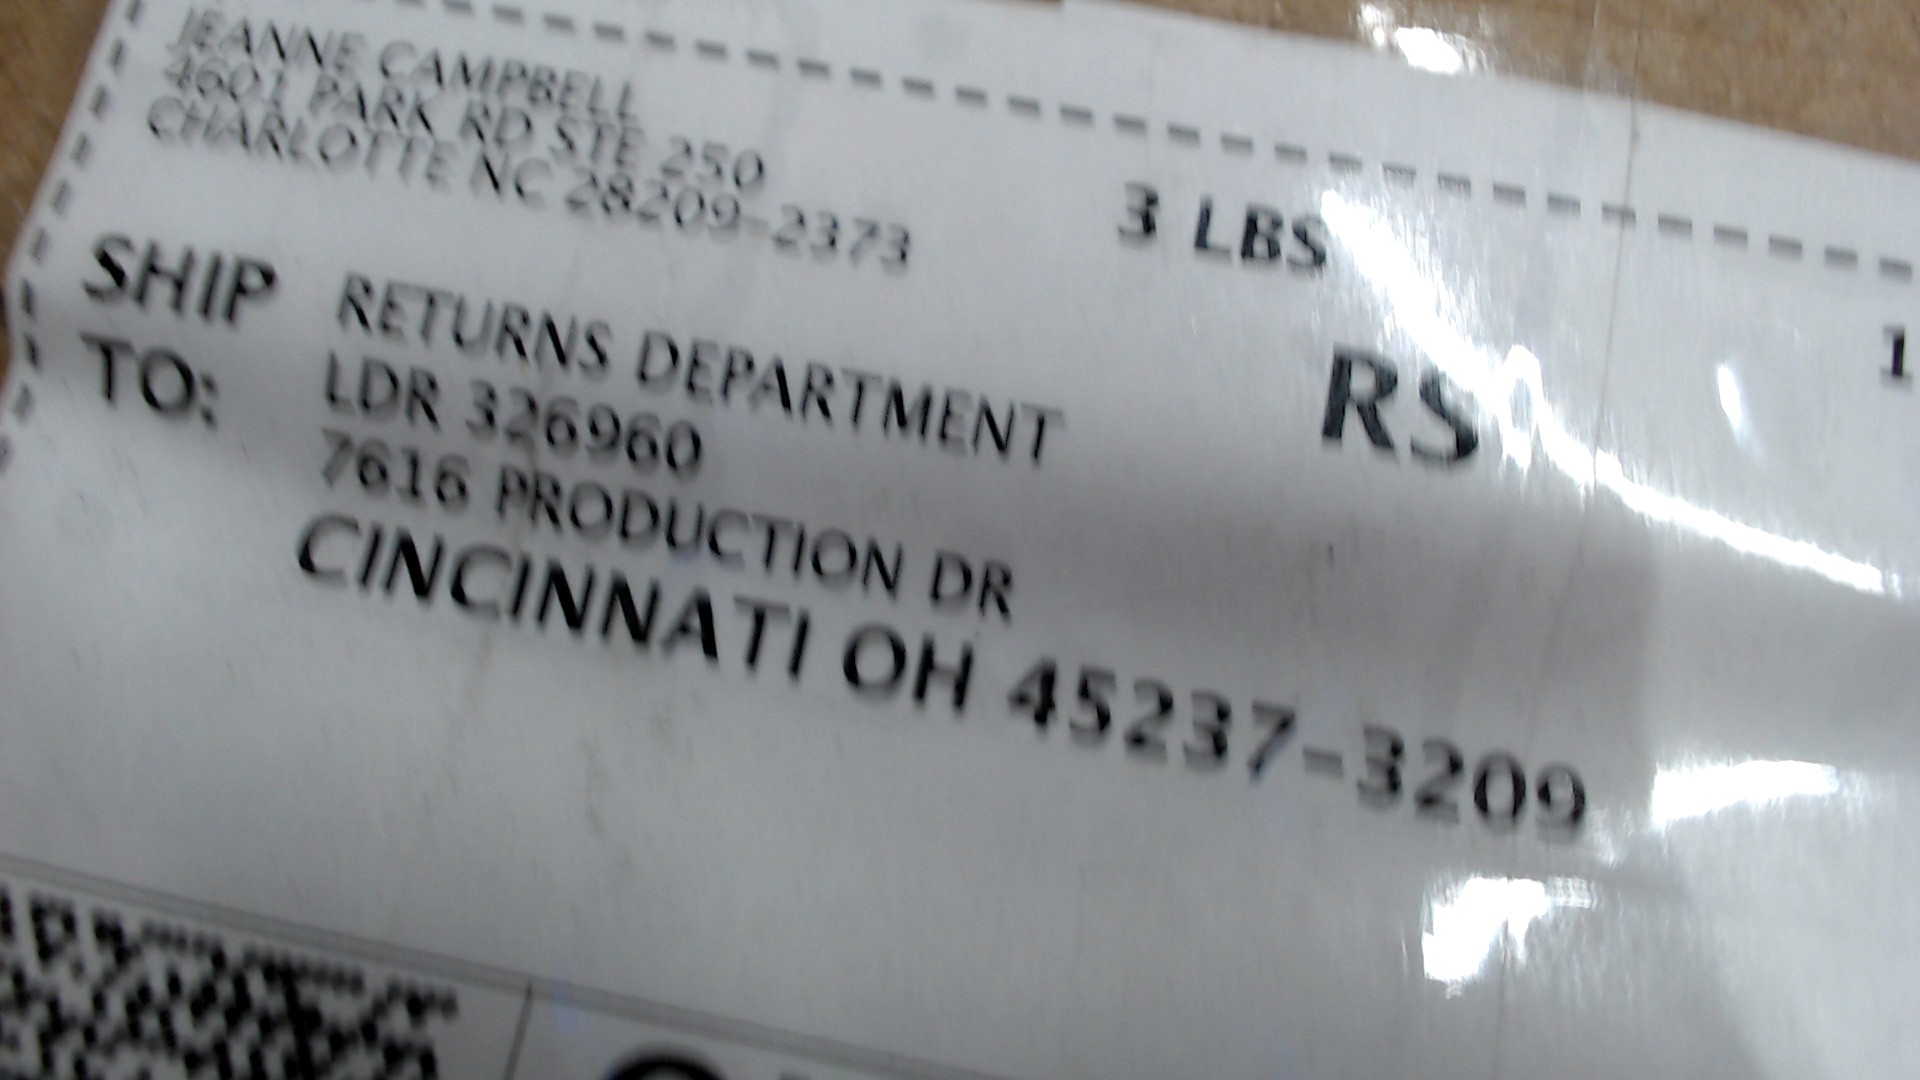 JEANNE CAMPBELL
4601 PARK RD STE 250
CHARLOTTE NC 28209-2373
3 LBS
1
RS
SHIP TO:
RETURNS DEPARTMENT
LDR 326960
7616 PRODUCTION DR
CINCINNATI OH 45237-3209